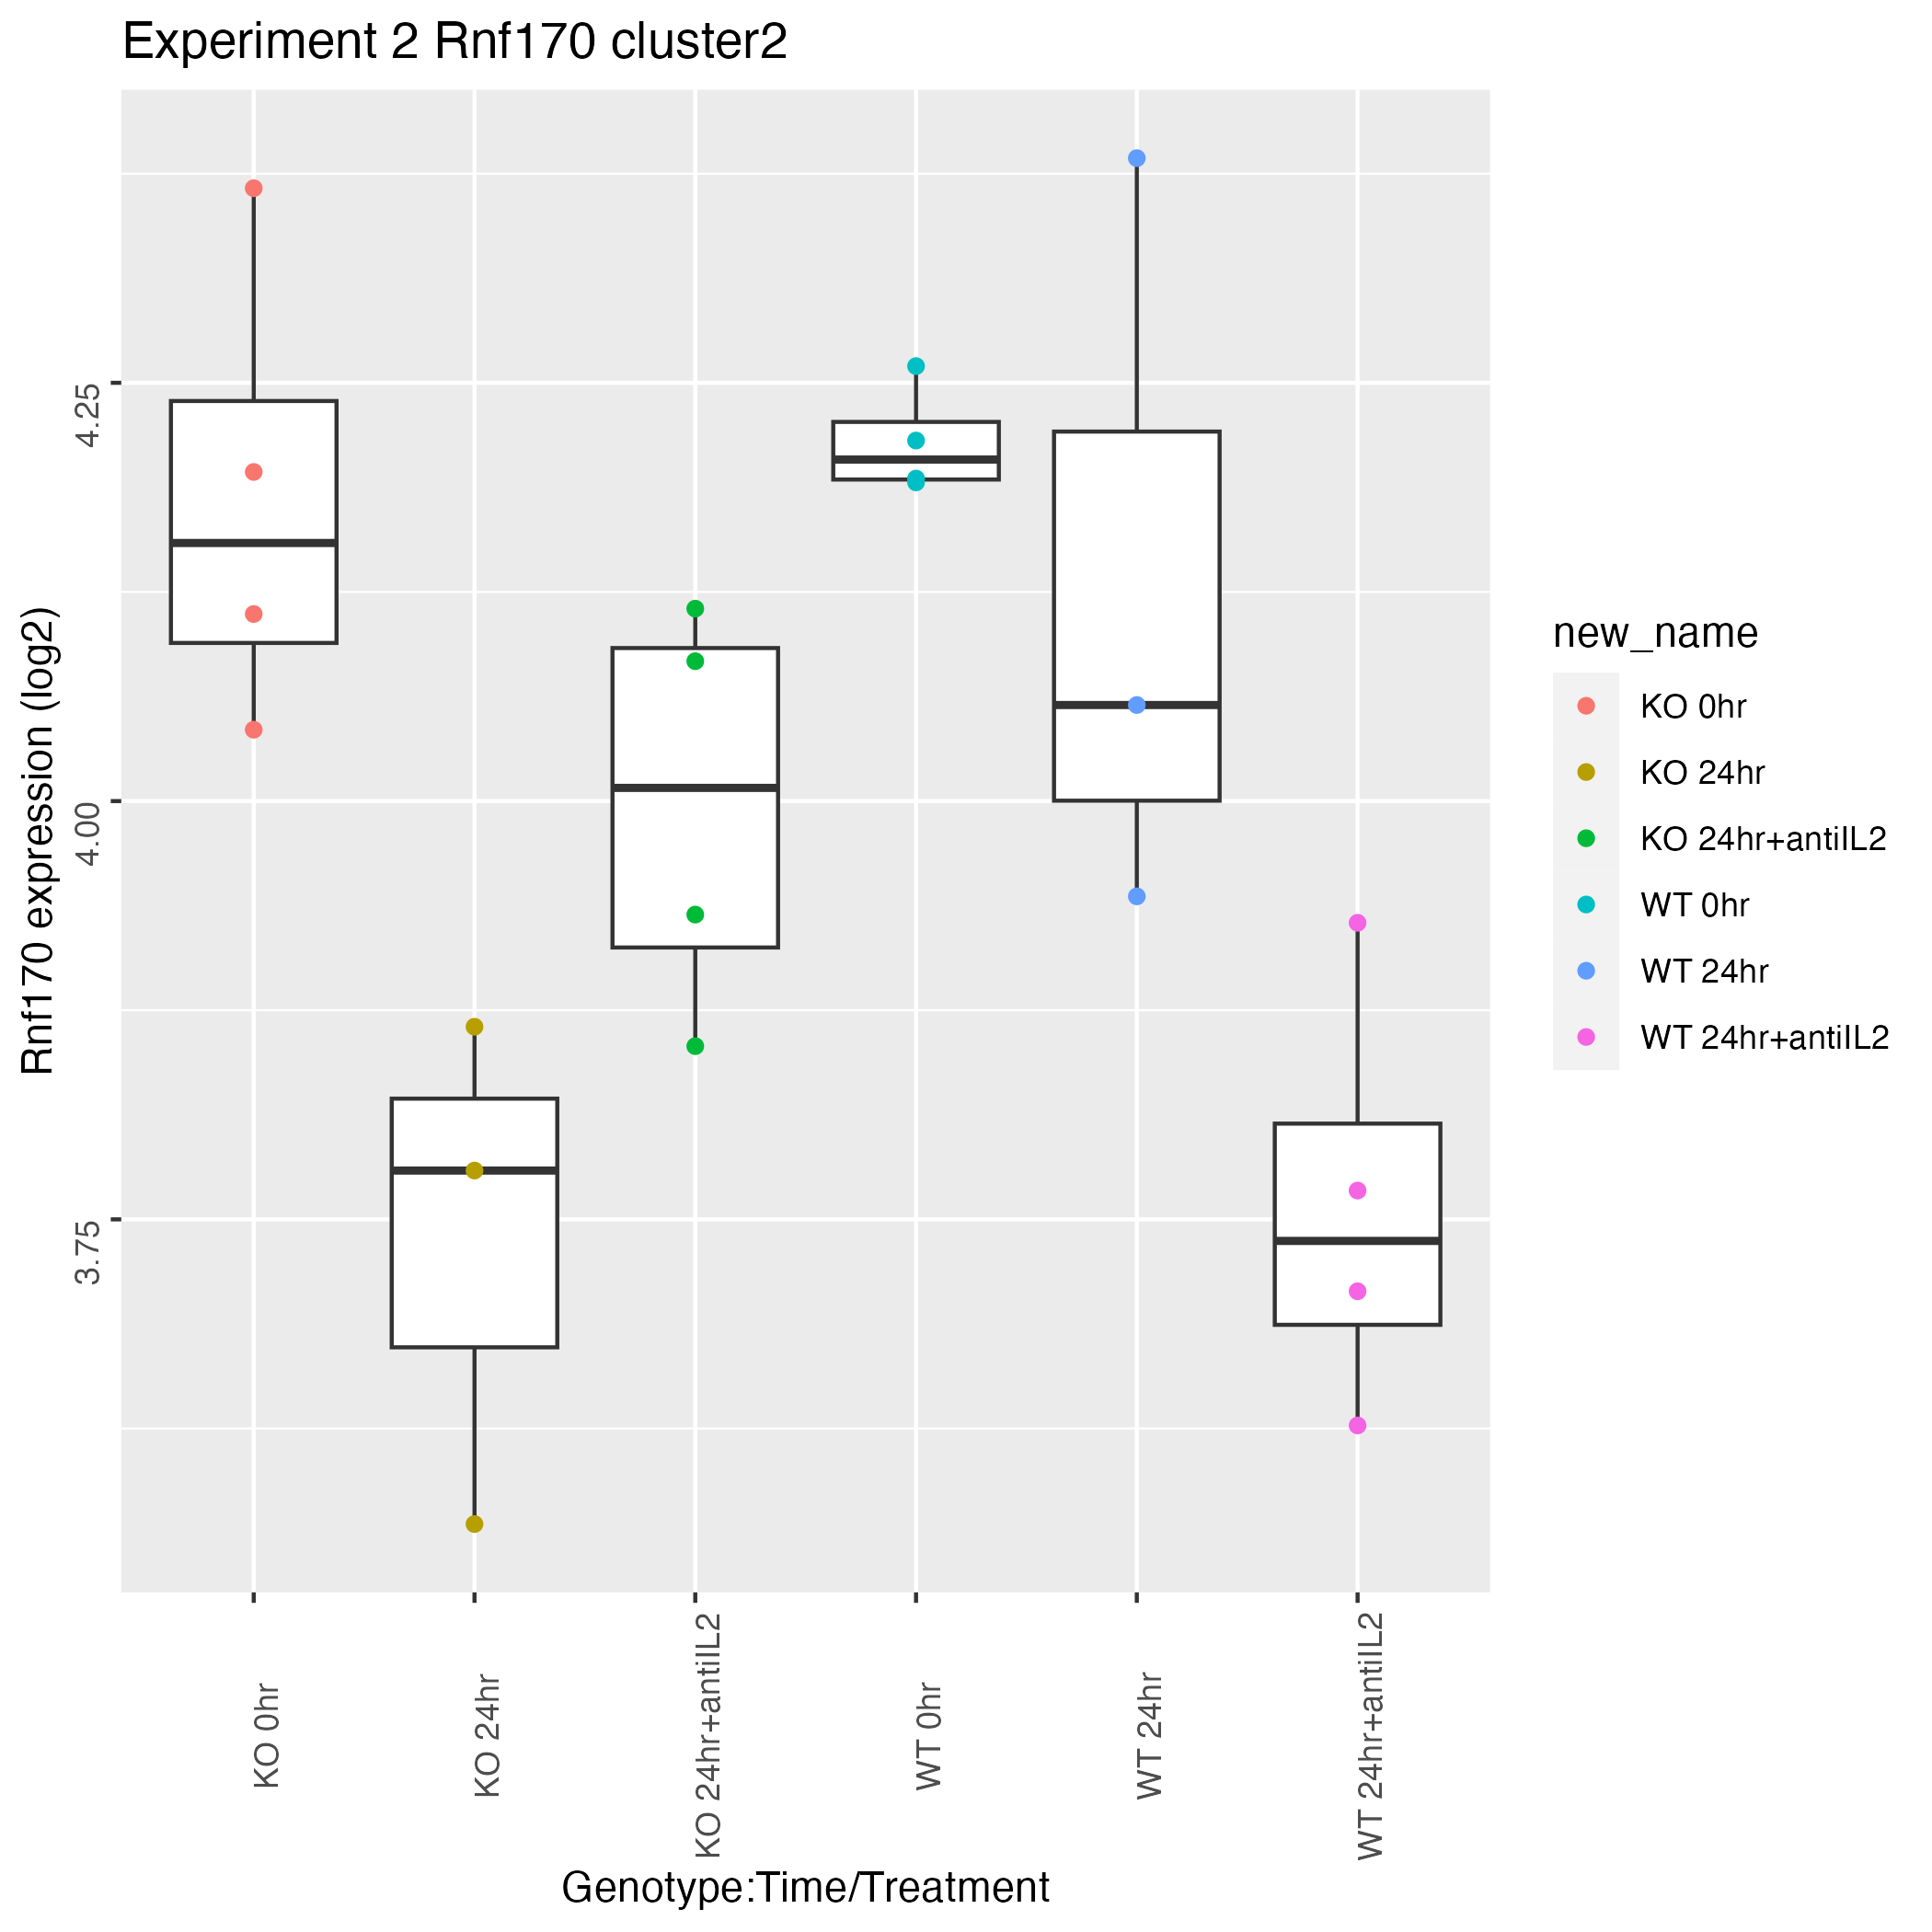 Experiment 2 Rnf170 cluster2
Rnf170 expression (log2)
4.25
4.00
3.75
KO 0hr
KO 24hr
KO 24hr+antiIL2
WT 0hr
WT 24hr
WT 24hr+antiIL2
Genotype:Time/Treatment
new_name
KO 0hr
KO 24hr
KO 24hr+antiIL2
WT 0hr
WT 24hr
WT 24hr+antiIL2